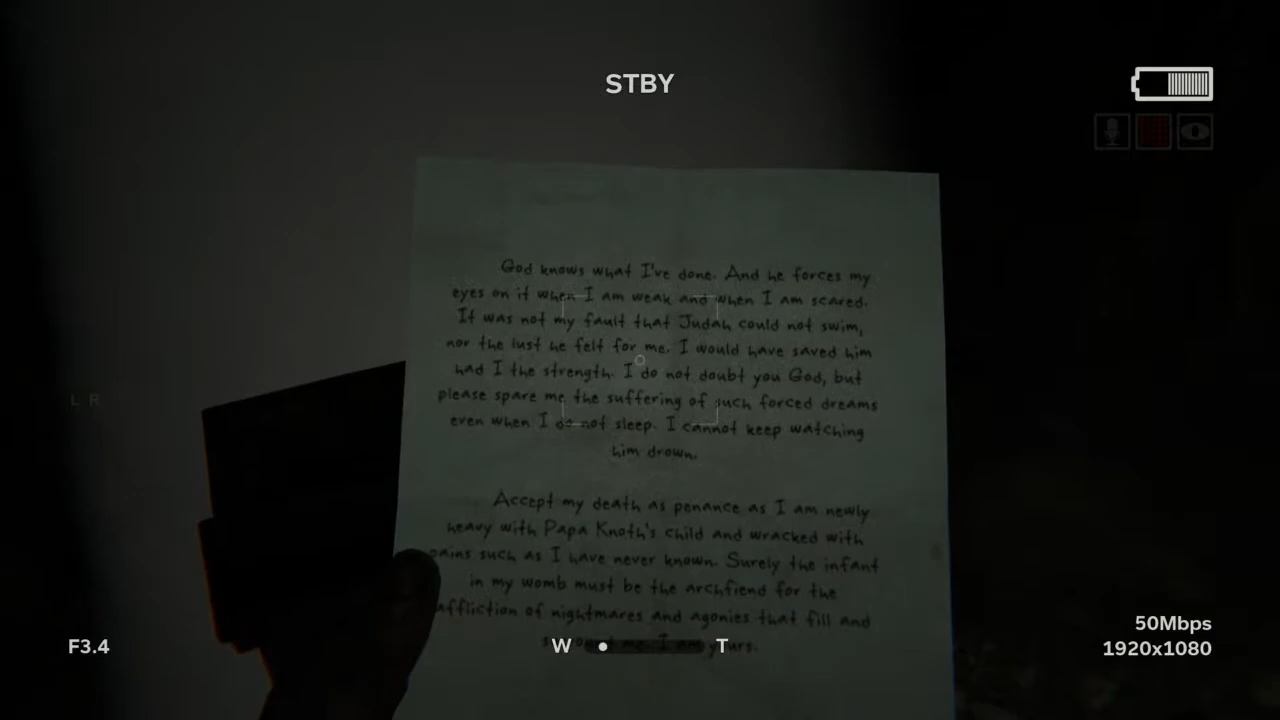 STBY
God knows what I've done. And he forces my
eyes on it when I am weak and when I am scared.
It was not my fault that Judah could not swim,
nor the lust he felt for me. I would have saved him
had I the strength. I do not doubt you God, but
please spare me the suffering of such forced dreams
even when I do not sleep. I cannot keep watching
him drown.
Accept my death as penance as I am newly
heavy with Papa Knoth's child and wracked with
pains such as I have never known. Surely the infant
in my womb must be the archfiend for the
affliction of nightmares and agonies that fill and
me. I am yours.
L R
F3.4
W T
50Mbps
1920x1080